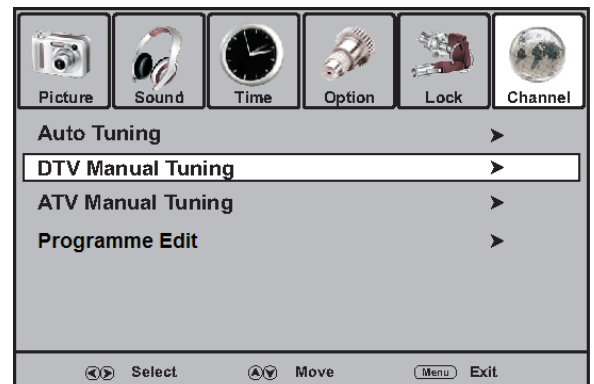 Picture Sound Time Option Lock Channel
Auto Tuning
DTV Manual Tuning
ATV Manual Tuning
Programme Edit
Select Move Menu Exit